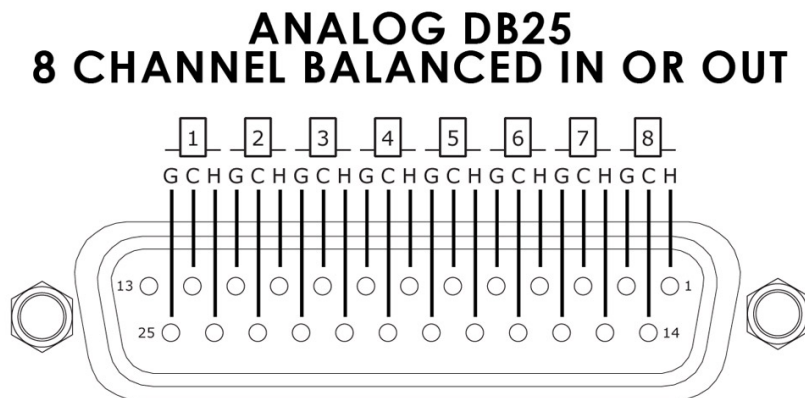 ANALOG DB25
8 CHANNEL BALANCED IN OR OUT
1 2 3 4 5 6 7 8
G C H G C H G C H G C H G C H G C H G C H G C H
13 1
25 14